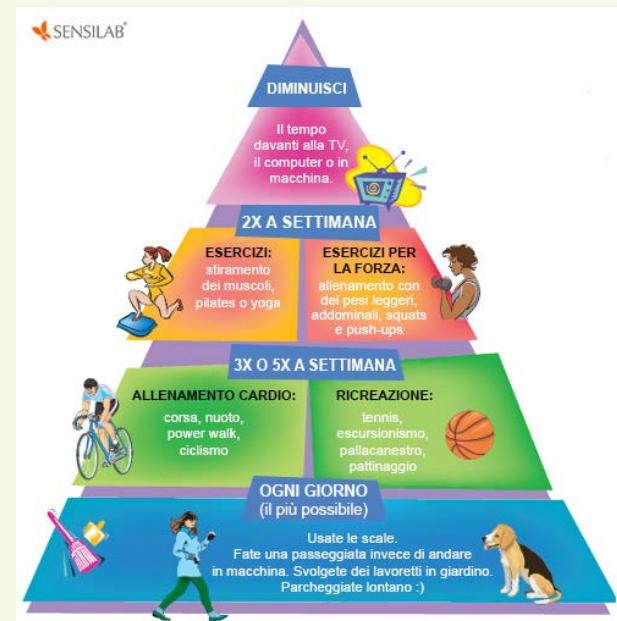 SENSILAB
DIMINUISCI
Il tempo
davanti alla TV,
il computer o in
macchina.
2X A SETTIMANA
ESERCIZI:
stiramento
dei muscoli,
pilates o yoga
ESERCIZI PER
LA FORZA:
allenamento con
dei pesi leggeri,
addominali, squats
e push-ups
3X O 5X A SETTIMANA
ALLENAMENTO CARDIO:
corsa, nuoto,
power walk,
ciclismo
RICREAZIONE:
tennis,
escursionismo,
pallacanestro,
pattinaggio
OGNI GIORNO
(il più possibile)
Usate le scale.
Fate una passeggiata invece di andare
in macchina. Svolgete dei lavoretti in giardino.
Parcheggiate lontano :)